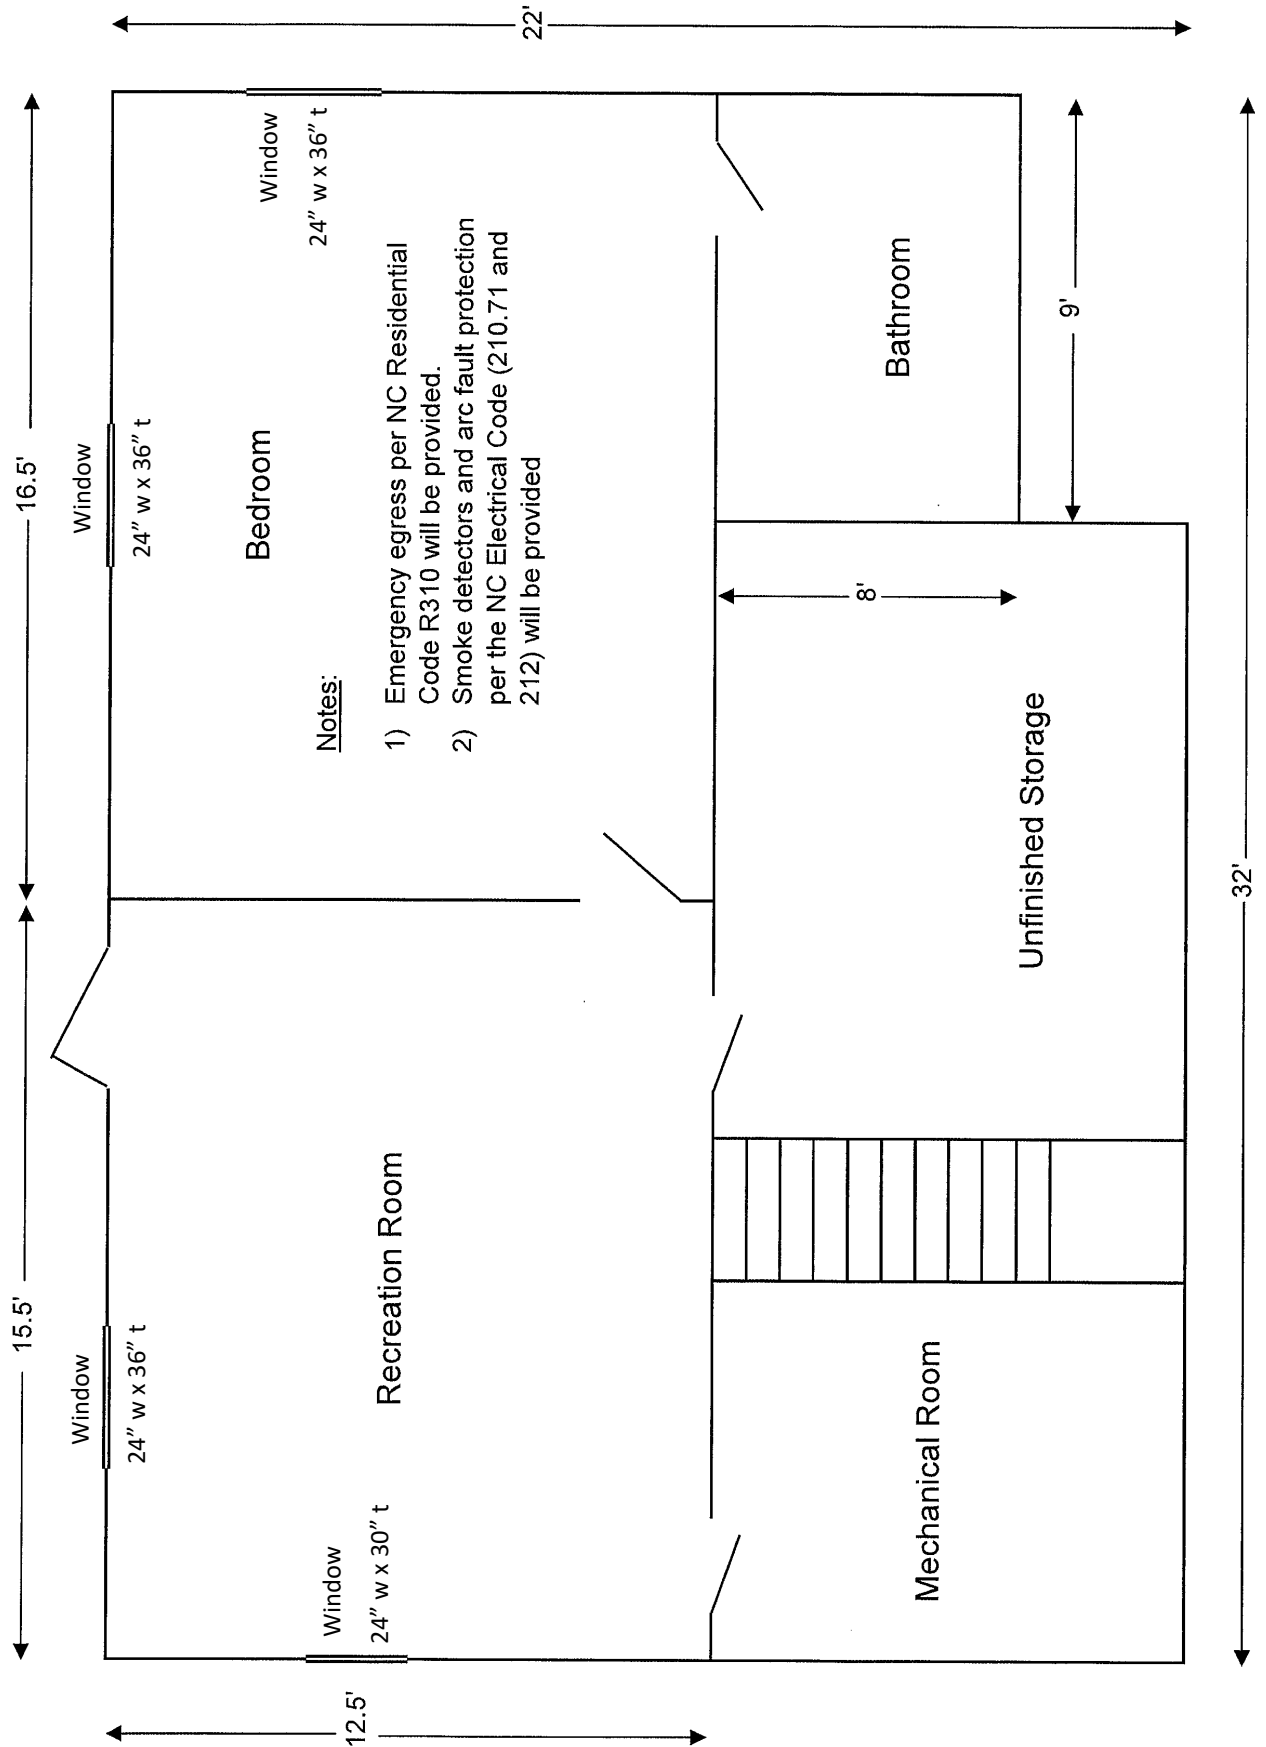 15.5'
16.5'
Window
24" w x 36" t
Window
24" w x 36" t
Bedroom
Window
24" w x 36" t
Window
24" w x 30" t
12.5'
Recreation Room
Notes:
1) Emergency egress per NC Residential
Code R310 will be provided.
2) Smoke detectors and arc fault protection
per the NC Electrical Code (210.71 and
212) will be provided
22'
Mechanical Room
8'
Bathroom
Unfinished Storage
9'
32'